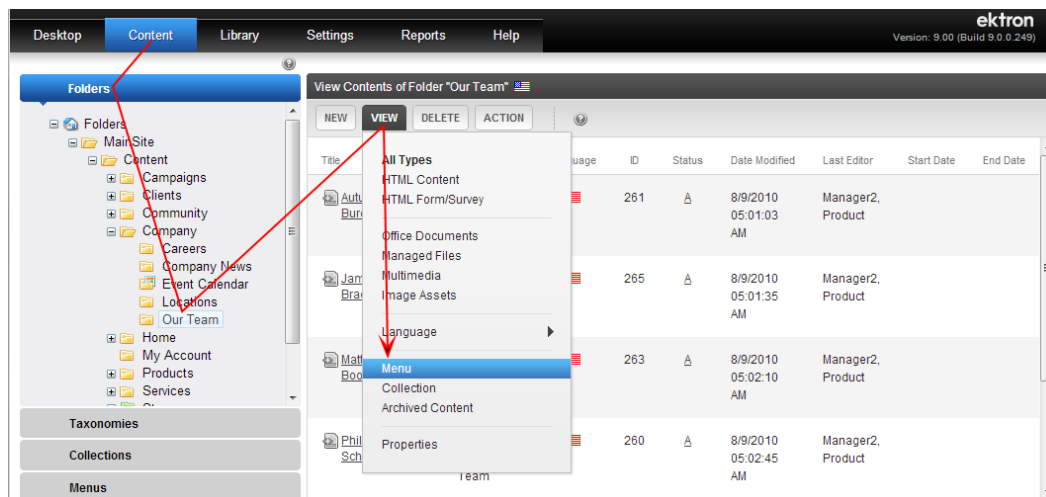 ektron
Desktop Content Library Settings Reports Help
Version: 9.00 (Build 9.0.0.249)
Folders
Folders
MainSite
Content
Campaigns
Clients
Community
Company
Careers
Company News
Event Calendar
Locations
Our Team
Home
My Account
Products
Services
Taxonomies
Collections
Menus
View Contents of Folder "Our Team"
NEW VIEW DELETE ACTION
All Types
HTML Content
HTML Form/Survey
Office Documents
Managed Files
Multimedia
Image Assets
Language
Menu
Collection
Archived Content
Properties
Title ID Status Date Modified Last Editor Start Date End Date
261 A 8/9/2010 Manager2,
05:01:03 Product
AM
265 A 8/9/2010 Manager2,
05:01:35 Product
AM
263 A 8/9/2010 Manager2,
05:02:10 Product
AM
260 A 8/9/2010 Manager2,
05:02:45 Product
Team AM